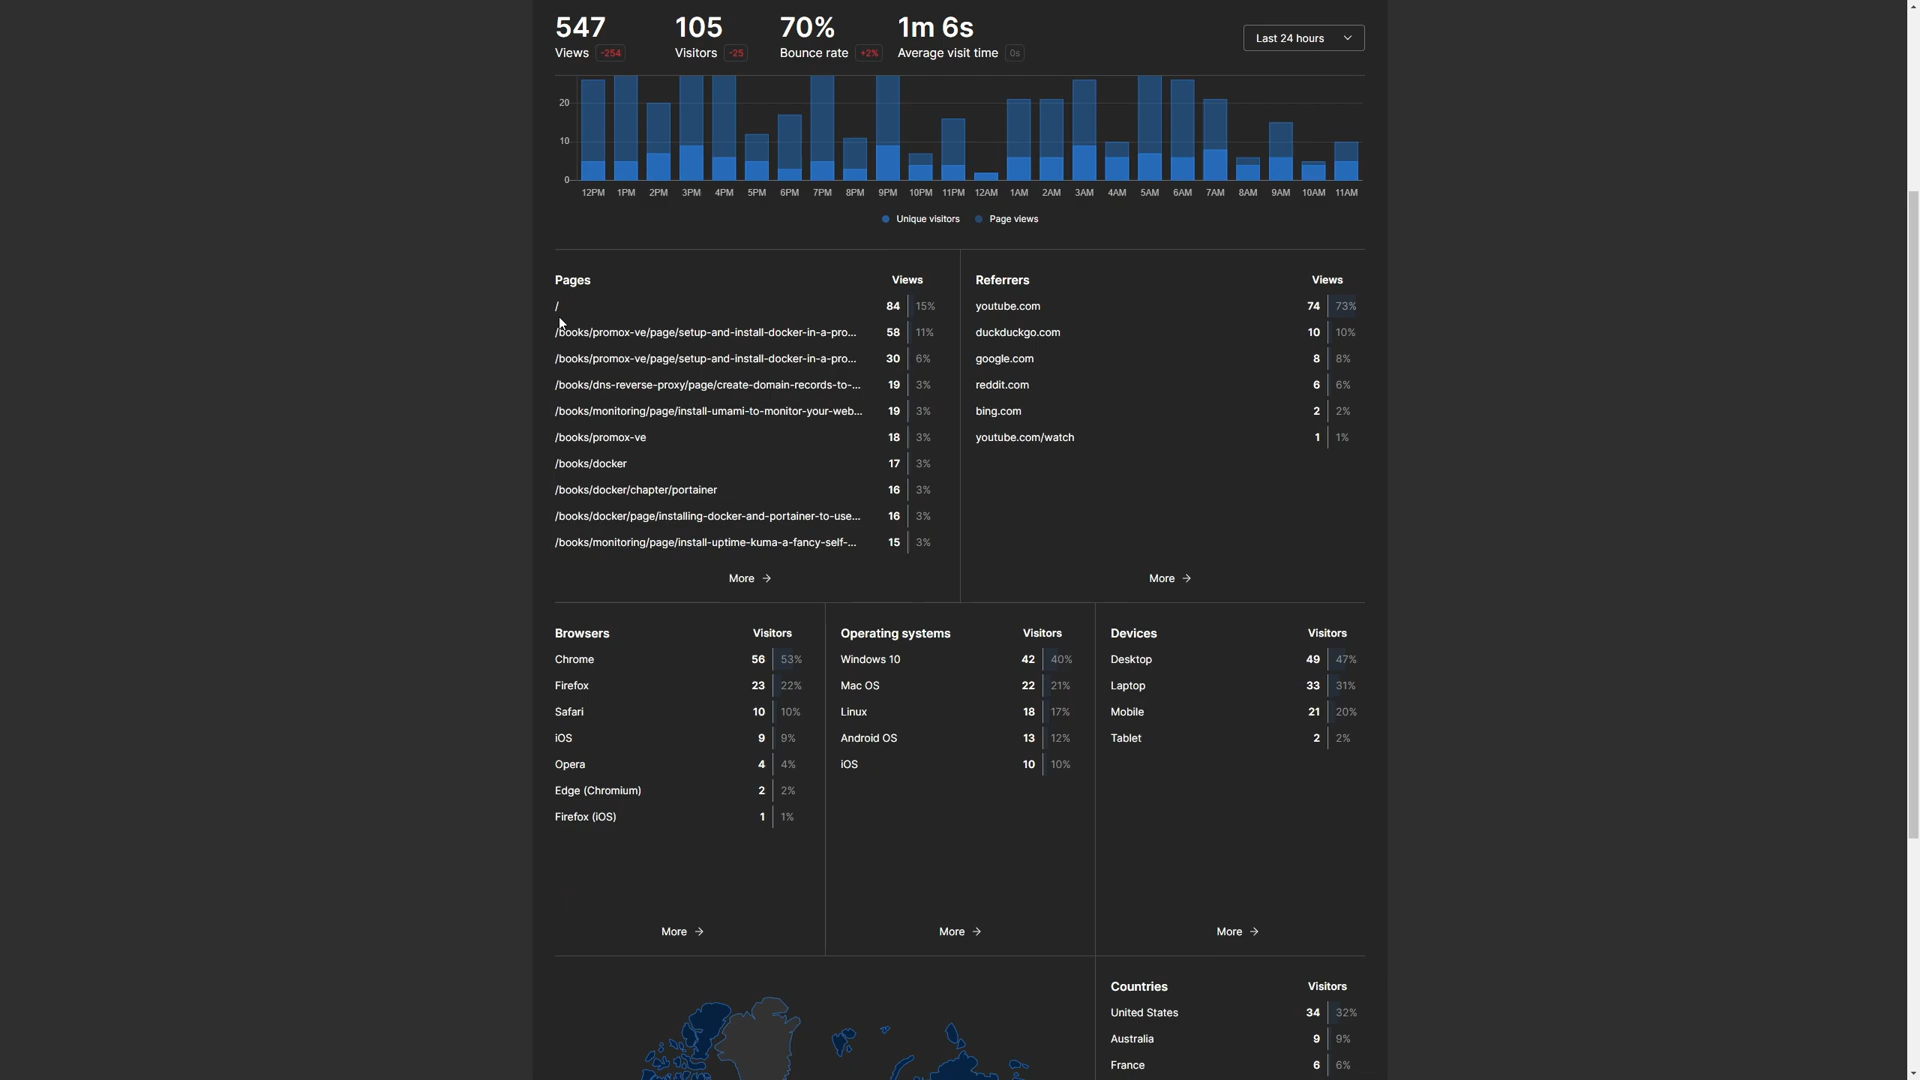 547 105 70% 1m 6s
Views -254 Visitors -25 Bounce rate +2% Average visit time 0s
Last 24 hours
20
10
0
12PM 1PM 2PM 3PM 4PM 5PM 6PM 7PM 8PM 9PM 10PM 11PM 12AM 1AM 2AM 3AM 4AM 5AM 6AM 7AM 8AM 9AM 10AM 11AM
Unique visitors Page views
Pages Views
/ 84 15%
/books/promox-ve/page/setup-and-install-docker-in-a-pro... 58 11%
/books/promox-ve/page/setup-and-install-docker-in-a-pro... 30 6%
/books/dns-reverse-proxy/page/create-domain-records-to-... 19 3%
/books/monitoring/page/install-umami-to-monitor-your-web... 19 3%
/books/promox-ve 18 3%
/books/docker 17 3%
/books/docker/chapter/portainer 16 3%
/books/docker/page/installing-docker-and-portainer-to-use... 16 3%
/books/monitoring/page/install-uptime-kuma-a-fancy-self-... 15 3%
More →
Referrers Views
youtube.com 74 73%
duckduckgo.com 10 10%
google.com 8 8%
reddit.com 6 6%
bing.com 2 2%
youtube.com/watch 1 1%
More →
Browsers Visitors
Chrome 56 53%
Firefox 23 22%
Safari 10 10%
iOS 9 9%
Opera 4 4%
Edge (Chromium) 2 2%
Firefox (iOS) 1 1%
More →
Operating systems Visitors
Windows 10 42 40%
Mac OS 22 21%
Linux 18 17%
Android OS 13 12%
iOS 10 10%
More →
Devices Visitors
Desktop 49 47%
Laptop 33 31%
Mobile 21 20%
Tablet 2 2%
More →
Countries Visitors
United States 34 32%
Australia 9 9%
France 6 6%